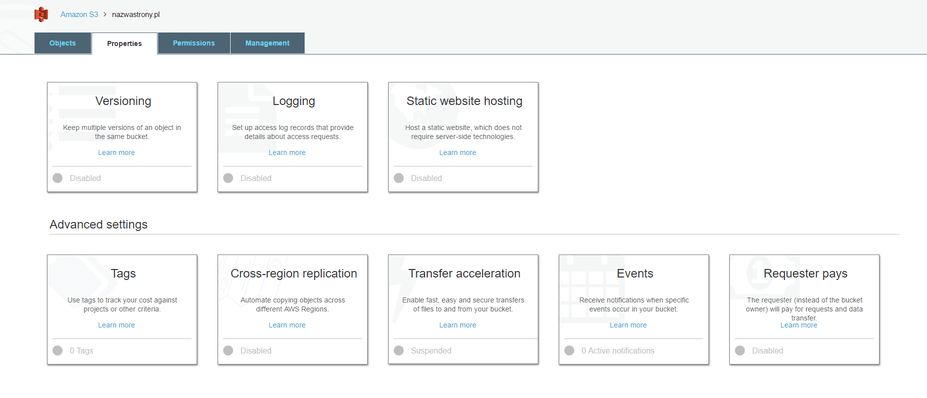 Amazon S3 > nazwastrony.pl
Objects Properties Permissions Management
Versioning
Keep multiple versions of an object in
the same bucket.
Learn more
Disabled
Logging
Set up access log records that provide
details about access requests.
Learn more
Disabled
Static website hosting
Host a static website, which does not
require server-side technologies.
Learn more
Disabled
Advanced settings
Tags
Use tags to track your cost against
projects or other criteria.
Learn more
0 Tags
Cross-region replication
Automate copying objects across
different AWS Regions.
Learn more
Disabled
Transfer acceleration
Enable fast, easy and secure transfers
of files to and from your bucket.
Learn more
Suspended
Events
Receive notifications when specific
events occur in your bucket.
Learn more
0 Active notifications
Requester pays
The requester (instead of the bucket
owner) will pay for requests and data
transfer.
Learn more
Disabled